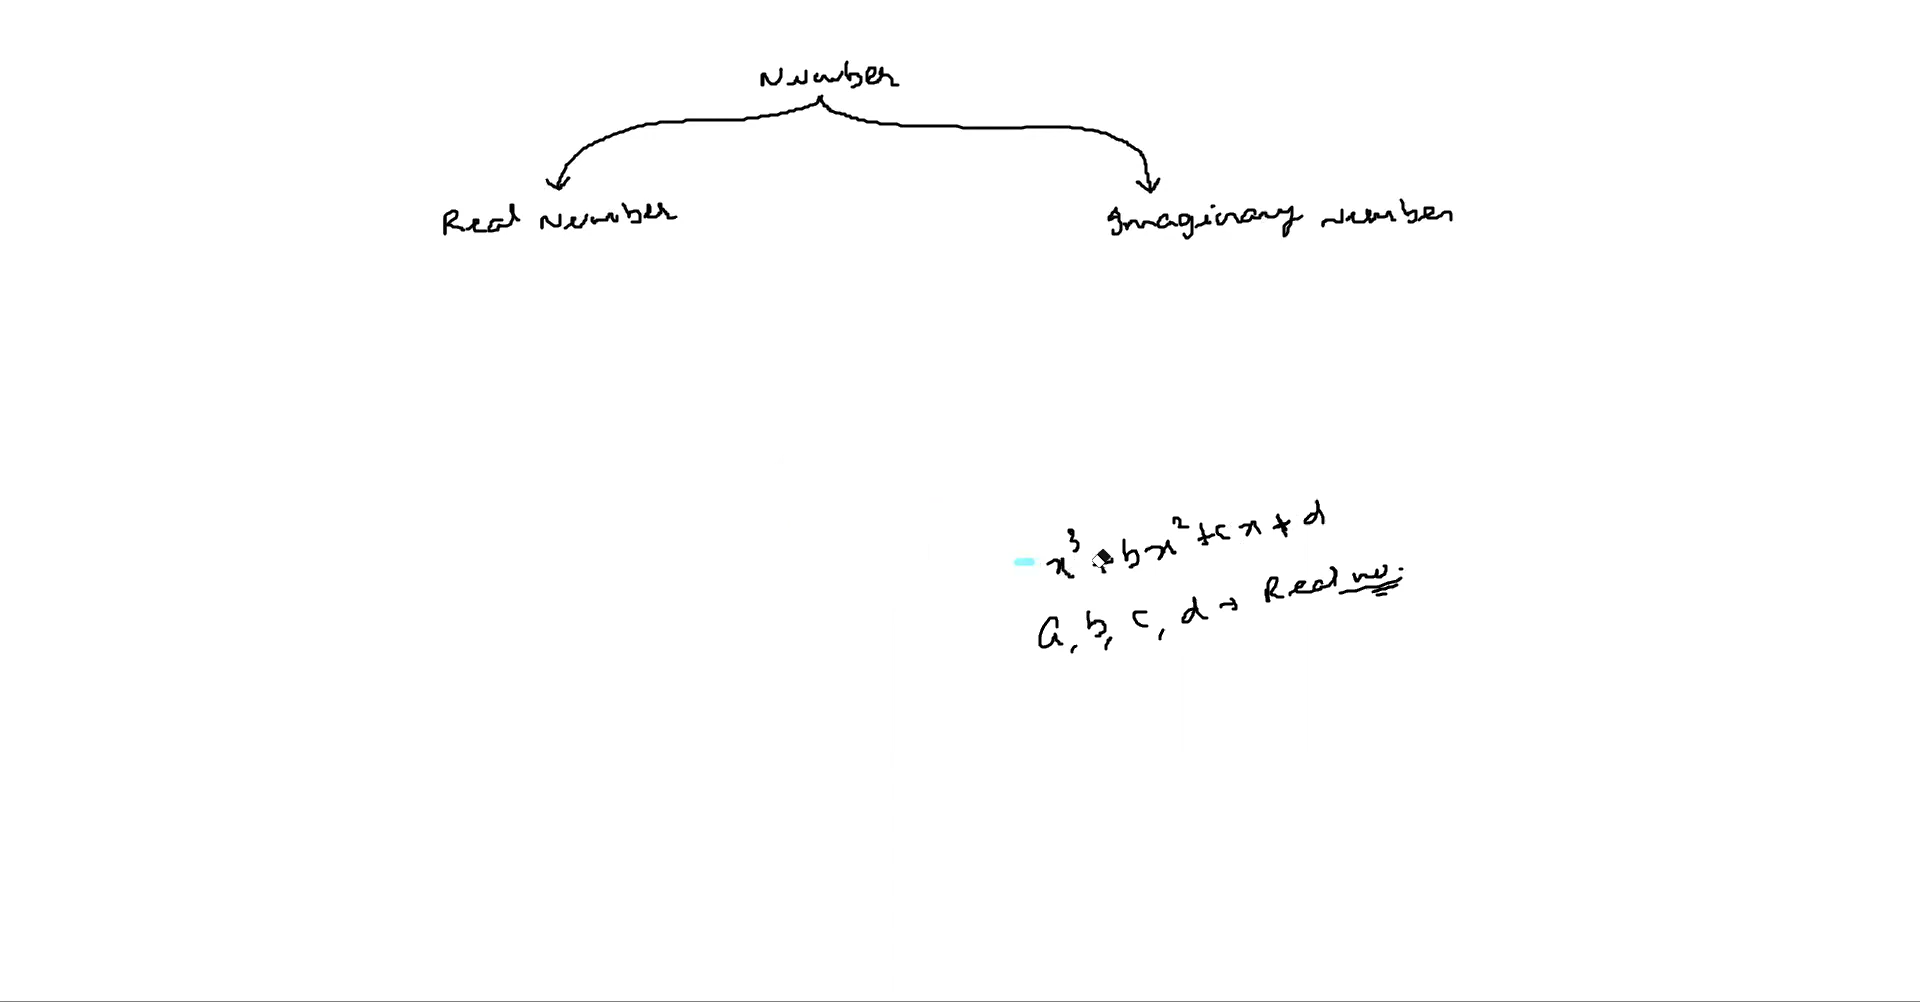 Number
Real Number
Imaginary Number
x³ + bx² + cx + d
a, b, c, d → Real no.